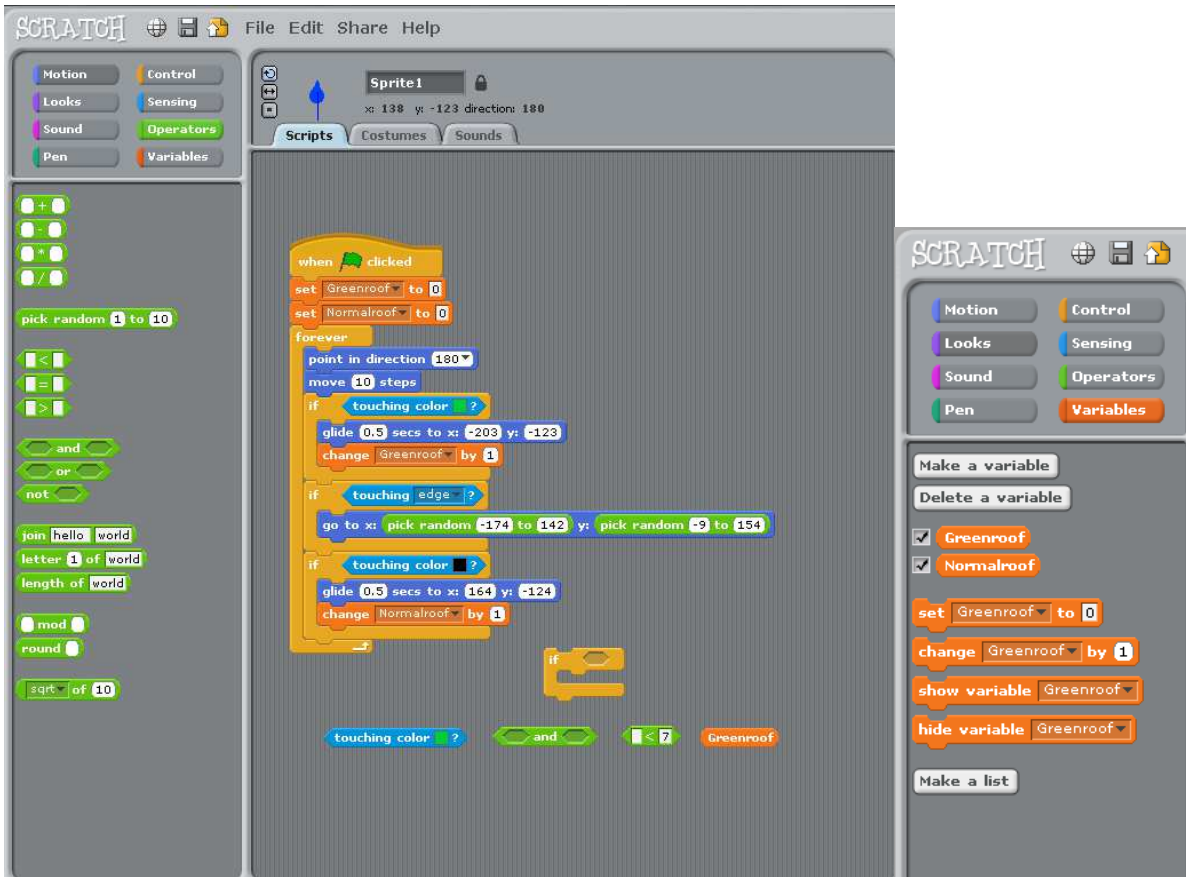 SCRATCH File Edit Share Help
Motion Control
Looks Sensing
Sound Operators
Pen Variables
+
-
*
/
pick random 1 to 10
<
=
>
and
or
not
join hello world
letter 1 of world
length of world
mod
round
sqrt of 10
Sprite1
x: 138 y: -123 direction: 180
Scripts Costumes Sounds
when clicked
set Greenroof to 0
set Normalroof to 0
forever
point in direction 180
move 10 steps
if touching color ?
glide 0.5 secs to x: -203 y: -123
change Greenroof by 1
if touching edge ?
go to x: pick random -174 to 142 y: pick random -9 to 154
if touching color ?
glide 0.5 secs to x: 164 y: -124
change Normalroof by 1
if
touching color ? and < 7 Greenroof
SCRATCH
Motion Control
Looks Sensing
Sound Operators
Pen Variables
Make a variable
Delete a variable
Greenroof
Normalroof
set Greenroof to 0
change Greenroof by 1
show variable Greenroof
hide variable Greenroof
Make a list